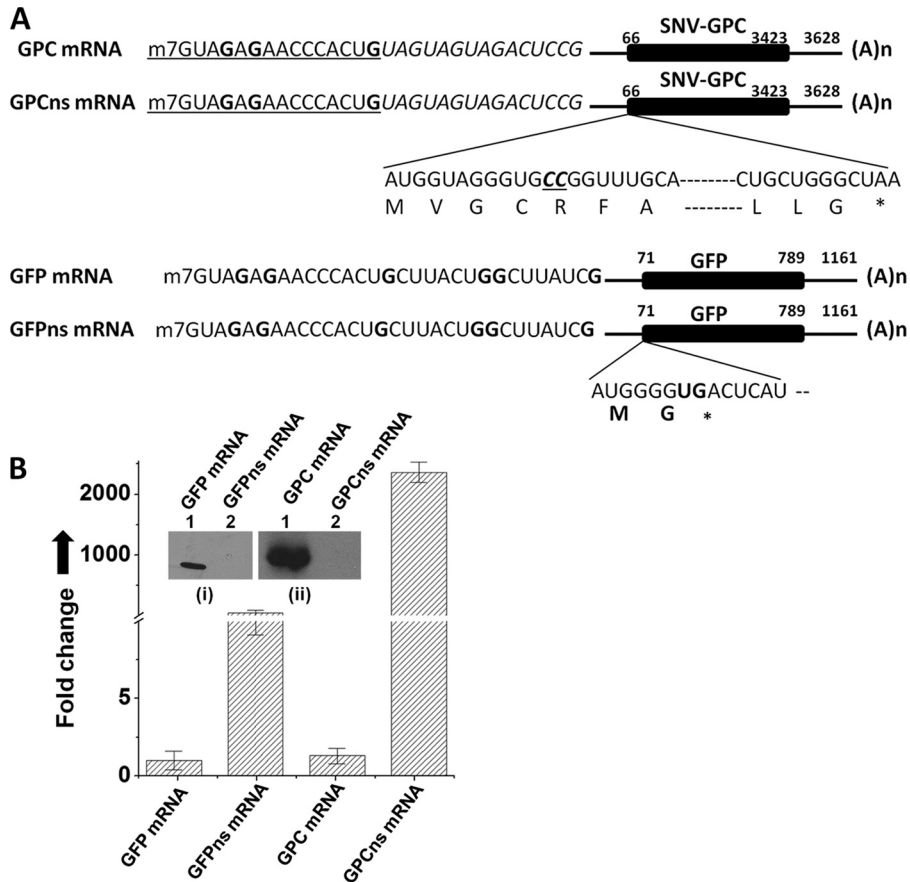 A
GPC mRNA m7GUAGAGAACCCACUGUAGUAGUAGACUCCG 66 SNV-GPC 3423 3628 (A)n
GPCns mRNA m7GUAGAGAACCCACUGUAGUAGUAGACUCCG 66 SNV-GPC 3423 3628 (A)n
AUGGUAGGGUGCCGGUUUGCA--------CUGCUGGGCUAA
M V G C R F A -------- L L G *
GFP mRNA m7GUAGAGAACCCACUGCUUACUGGCUUAUCG 71 GFP 789 1161 (A)n
GFPns mRNA m7GUAGAGAACCCACUGCUUACUGGCUUAUCG 71 GFP 789 1161 (A)n
AUGGGGUGACUCAU --
M G *
B
GFP mRNA GFPns mRNA GPC mRNA GPCns mRNA
1 2 1 2
(i) (ii)
Fold change
2000
1000
5
0
GFP mRNA GFPns mRNA GPC mRNA GPCns mRNA